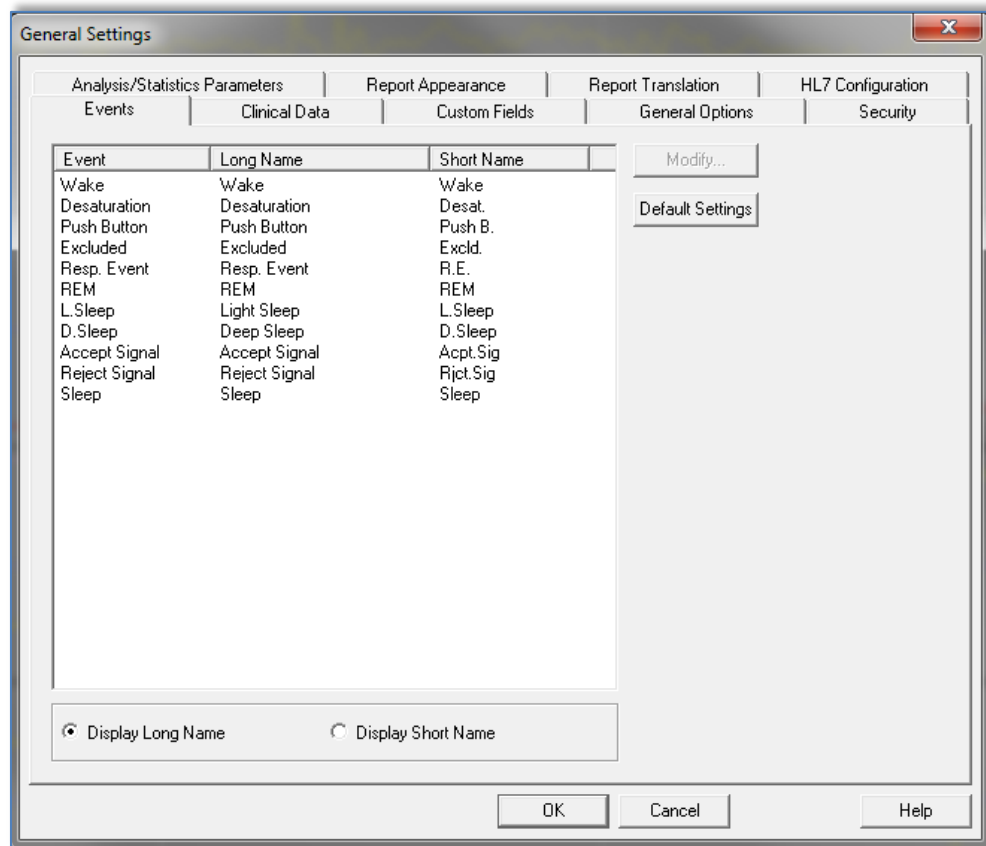 General Settings
Analysis/Statistics Parameters Report Appearance Report Translation HL7 Configuration
Events Clinical Data Custom Fields General Options Security
Event Long Name Short Name Modify...
Wake Wake Wake
Desaturation Desaturation Desat. Default Settings
Push Button Push Button Push B.
Excluded Excluded Excld.
Resp. Event Resp. Event R.E.
REM REM REM
L.Sleep Light Sleep L.Sleep
D.Sleep Deep Sleep D.Sleep
Accept Signal Accept Signal Acpt.Sig
Reject Signal Reject Signal Rjct.Sig
Sleep Sleep Sleep
Display Long Name Display Short Name
OK Cancel Help